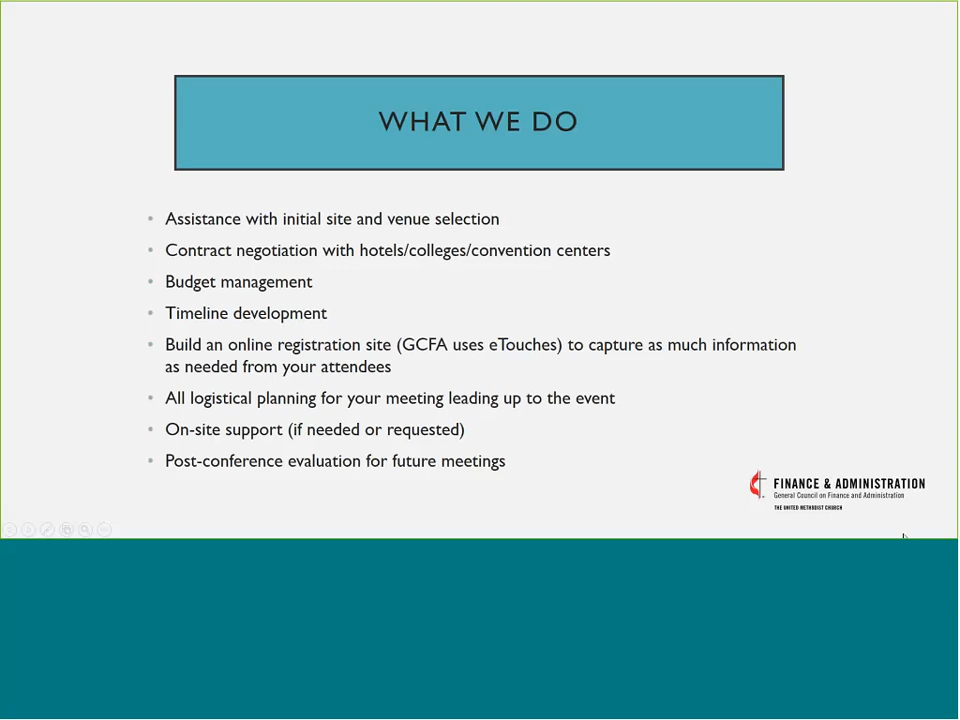 WHAT WE DO
• Assistance with initial site and venue selection
• Contract negotiation with hotels/colleges/convention centers
• Budget management
• Timeline development
• Build an online registration site (GCFA uses eTouches) to capture as much information
as needed from your attendees
• All logistical planning for your meeting leading up to the event
• On-site support (if needed or requested)
• Post-conference evaluation for future meetings
FINANCE & ADMINISTRATION
General Council on Finance and Administration
THE UNITED METHODIST CHURCH